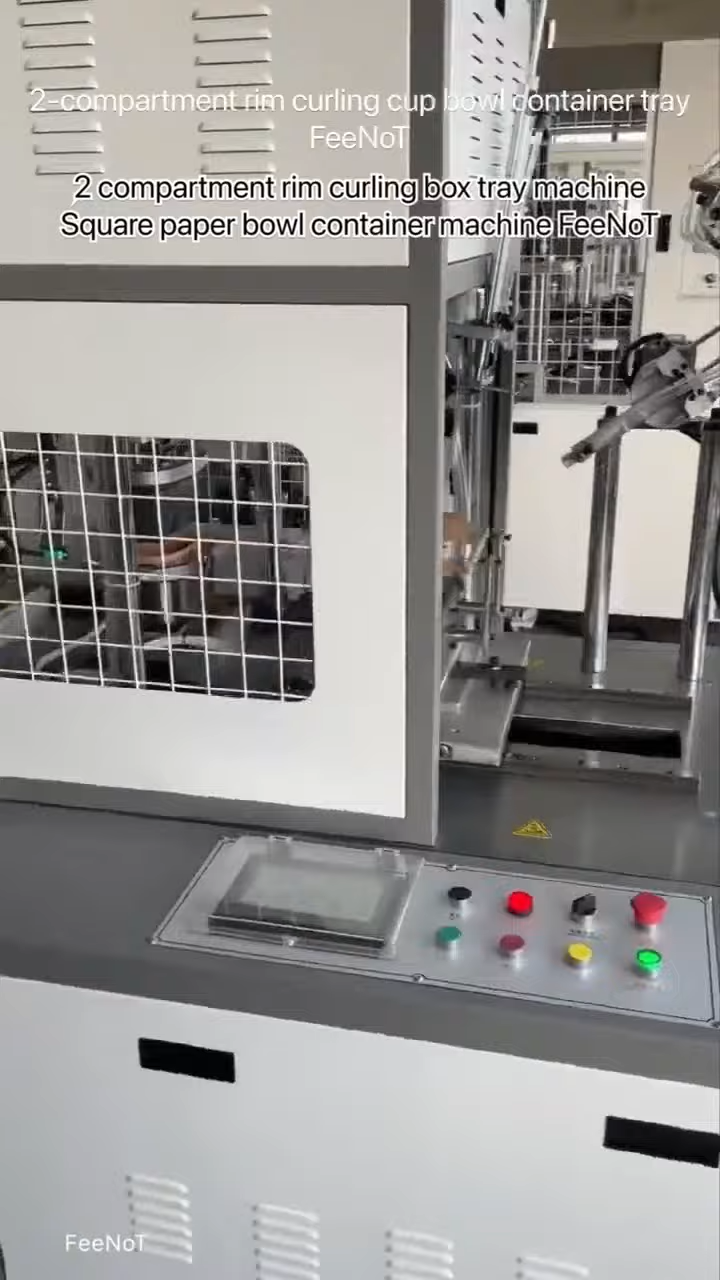 2-compartment rim curling cup bowl container tray
FeeNoT
2 compartment rim curling box tray machine
Square paper bowl container machine FeeNoT
FeeNoT